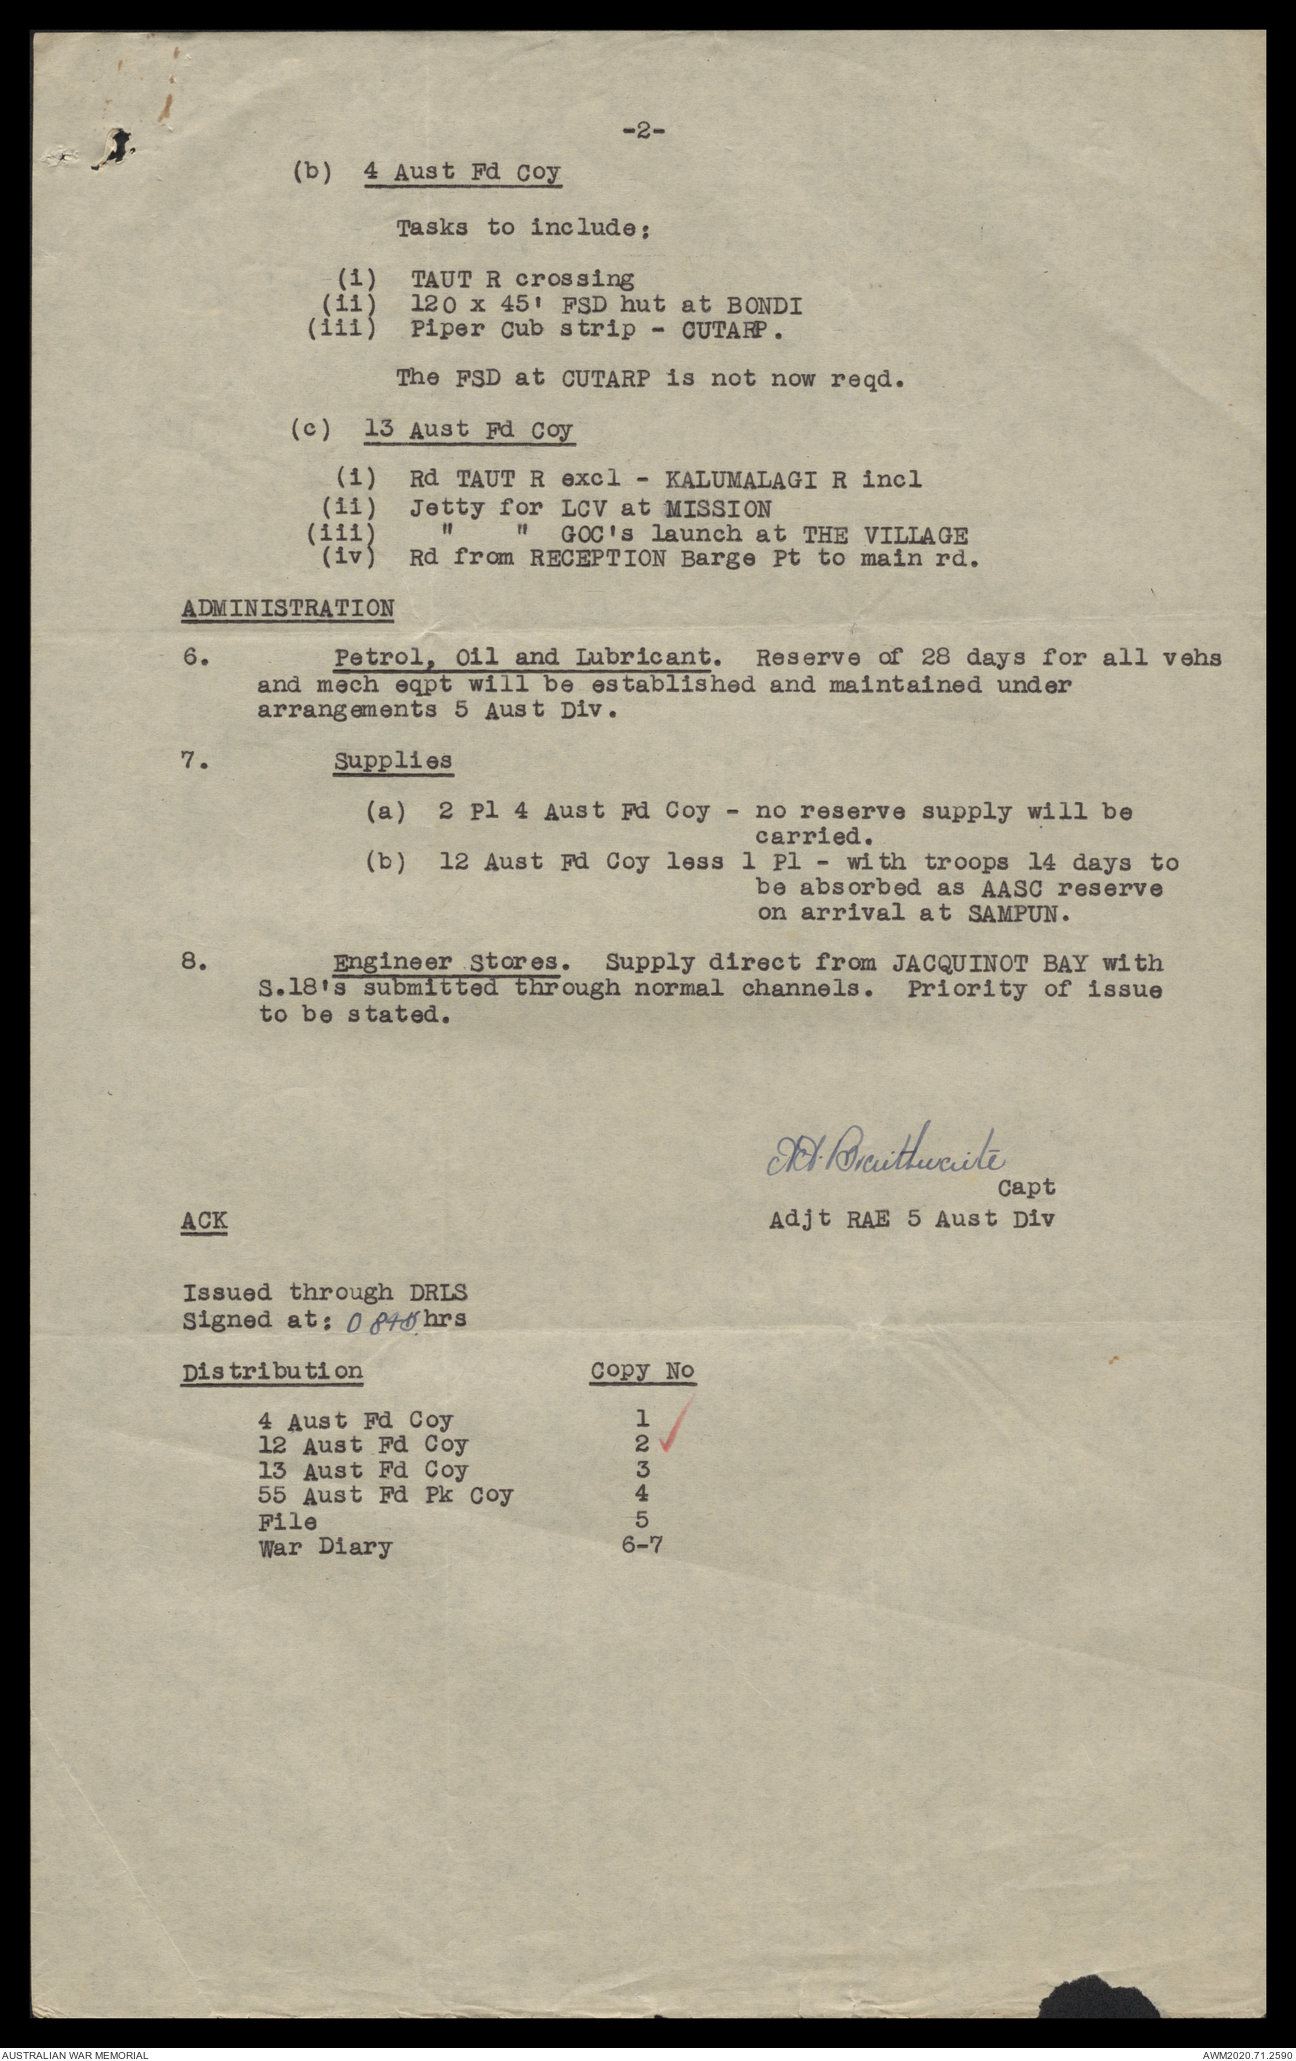 -2-
(b) 4 Aust Fd Coy
Tasks to include:
(i) TAUT R crossing
(ii) 120 x 45' FSD hut at BONDI
(iii) Piper Cub strip - CUTARP.
The FSD at CUTARP is not now reqd.
(c) 13 Aust Fd Coy
(i) Rd TAUT R excl - KALUMALAGI R incl
(ii) Jetty for LCV at MISSION
(iii) " " GOC's launch at THE VILLAGE
(iv) Rd from RECEPTION Barge Pt to main rd.
ADMINISTRATION
6. Petrol, Oil and Lubricant. Reserve of 28 days for all vehs
and mech eqpt will be established and maintained under
arrangements 5 Aust Div.
7. Supplies
(a) 2 Pl 4 Aust Fd Coy - no reserve supply will be
carried.
(b) 12 Aust Fd Coy less 1 Pl - with troops 14 days to
be absorbed as AASC reserve
on arrival at SAMPUN.
8. Engineer Stores. Supply direct from JACQUINOT BAY with
S.18's submitted through normal channels. Priority of issue
to be stated.
Braithwaite
Capt
ACK Adjt RAE 5 Aust Div
Issued through DRLS
Signed at: 0845 hrs
Distribution Copy No
4 Aust Fd Coy 1
12 Aust Fd Coy 2
13 Aust Fd Coy 3
55 Aust Fd Pk Coy 4
File 5
War Diary 6-7
AUSTRALIAN WAR MEMORIAL AWM2020.71.2590